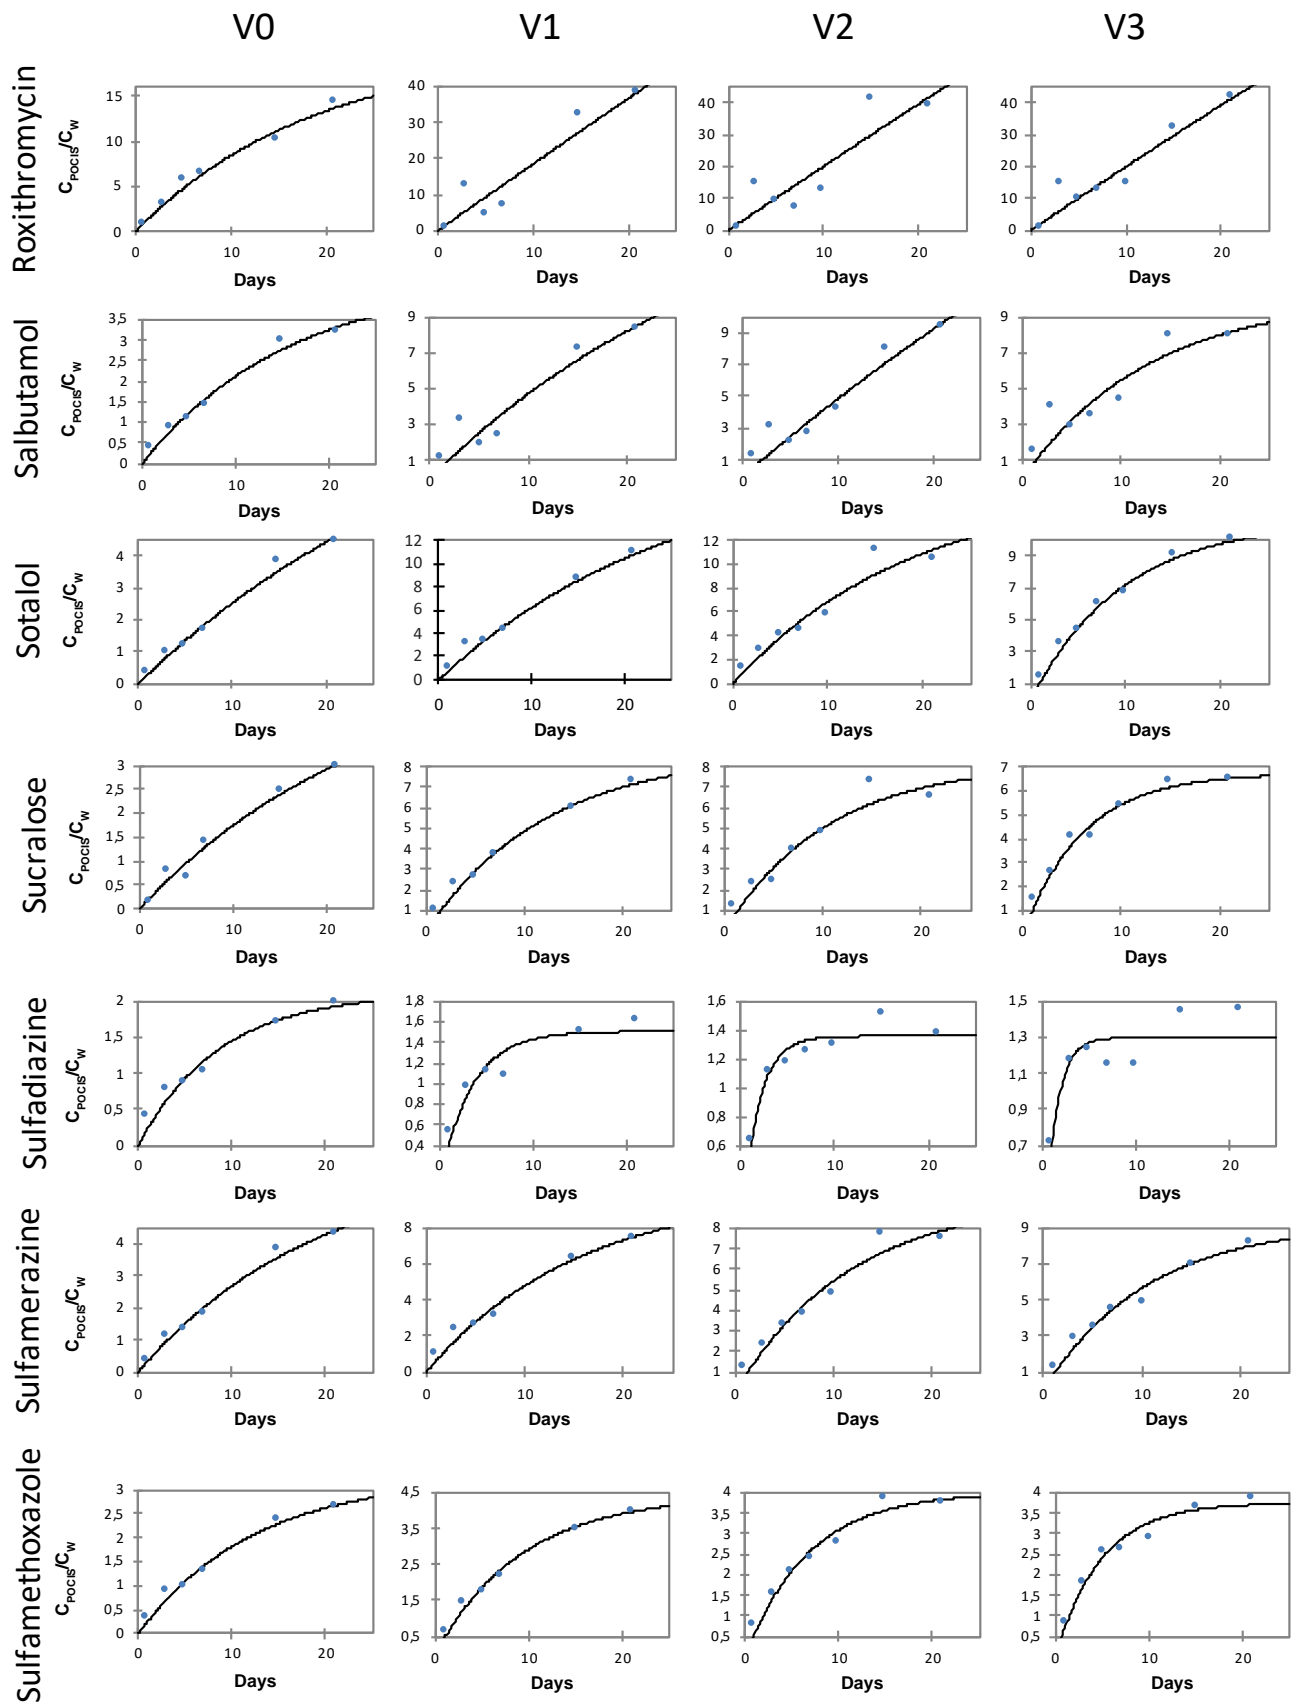 V0 V1 V2 V3
Roxithromycin
C_POCIS/C_W
15 10 5 0
0 10 20
Days
40 30 20 10 0
0 10 20
Days
40 30 20 10 0
0 10 20
Days
40 30 20 10 0
0 10 20
Days
Salbutamol
C_POCIS/C_W
3,5 3 2,5 2 1,5 1 0,5 0
0 10 20
Days
9 7 5 3 1
0 10 20
Days
9 7 5 3 1
0 10 20
Days
9 7 5 3 1
0 10 20
Days
Sotalol
C_POCIS/C_W
4 3 2 1 0
0 10 20
Days
12 10 8 6 4 2 0
0 10 20
Days
12 10 8 6 4 2 0
0 10 20
Days
9 7 5 3 1
0 10 20
Days
Sucralose
C_POCIS/C_W
3 2,5 2 1,5 1 0,5 0
0 10 20
Days
8 7 6 5 4 3 2 1
0 10 20
Days
8 7 6 5 4 3 2 1
0 10 20
Days
7 6 5 4 3 2 1
0 10 20
Days
Sulfadiazine
C_POCIS/C_W
2 1,5 1 0,5 0
0 10 20
Days
1,8 1,6 1,4 1,2 1 0,8 0,6 0,4
0 10 20
Days
1,6 1,4 1,2 1 0,8 0,6
0 10 20
Days
1,5 1,3 1,1 0,9 0,7
0 10 20
Days
Sulfamerazine
C_POCIS/C_W
4 3 2 1 0
0 10 20
Days
8 6 4 2 0
0 10 20
Days
8 7 6 5 4 3 2 1
0 10 20
Days
9 7 5 3 1
0 10 20
Days
Sulfamethoxazole
C_POCIS/C_W
3 2,5 2 1,5 1 0,5 0
0 10 20
Days
4,5 3,5 2,5 1,5 0,5
0 10 20
Days
4 3,5 3 2,5 2 1,5 1 0,5
0 10 20
Days
4 3,5 3 2,5 2 1,5 1 0,5
0 10 20
Days